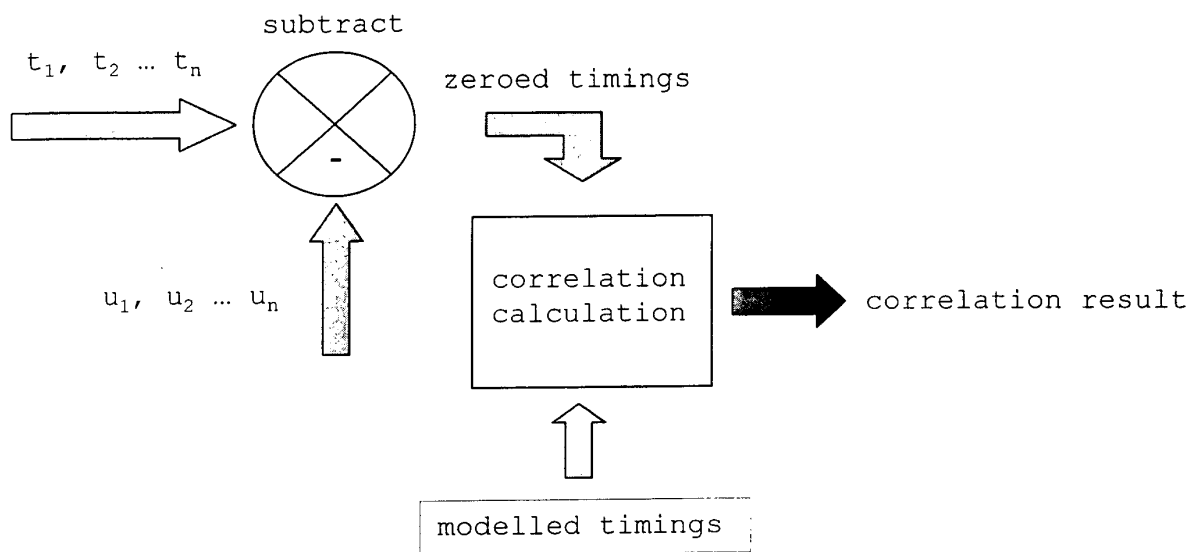 subtract
t₁, t₂ … tₙ
zeroed timings
-
u₁, u₂ … uₙ
correlation
calculation
correlation result
modelled timings